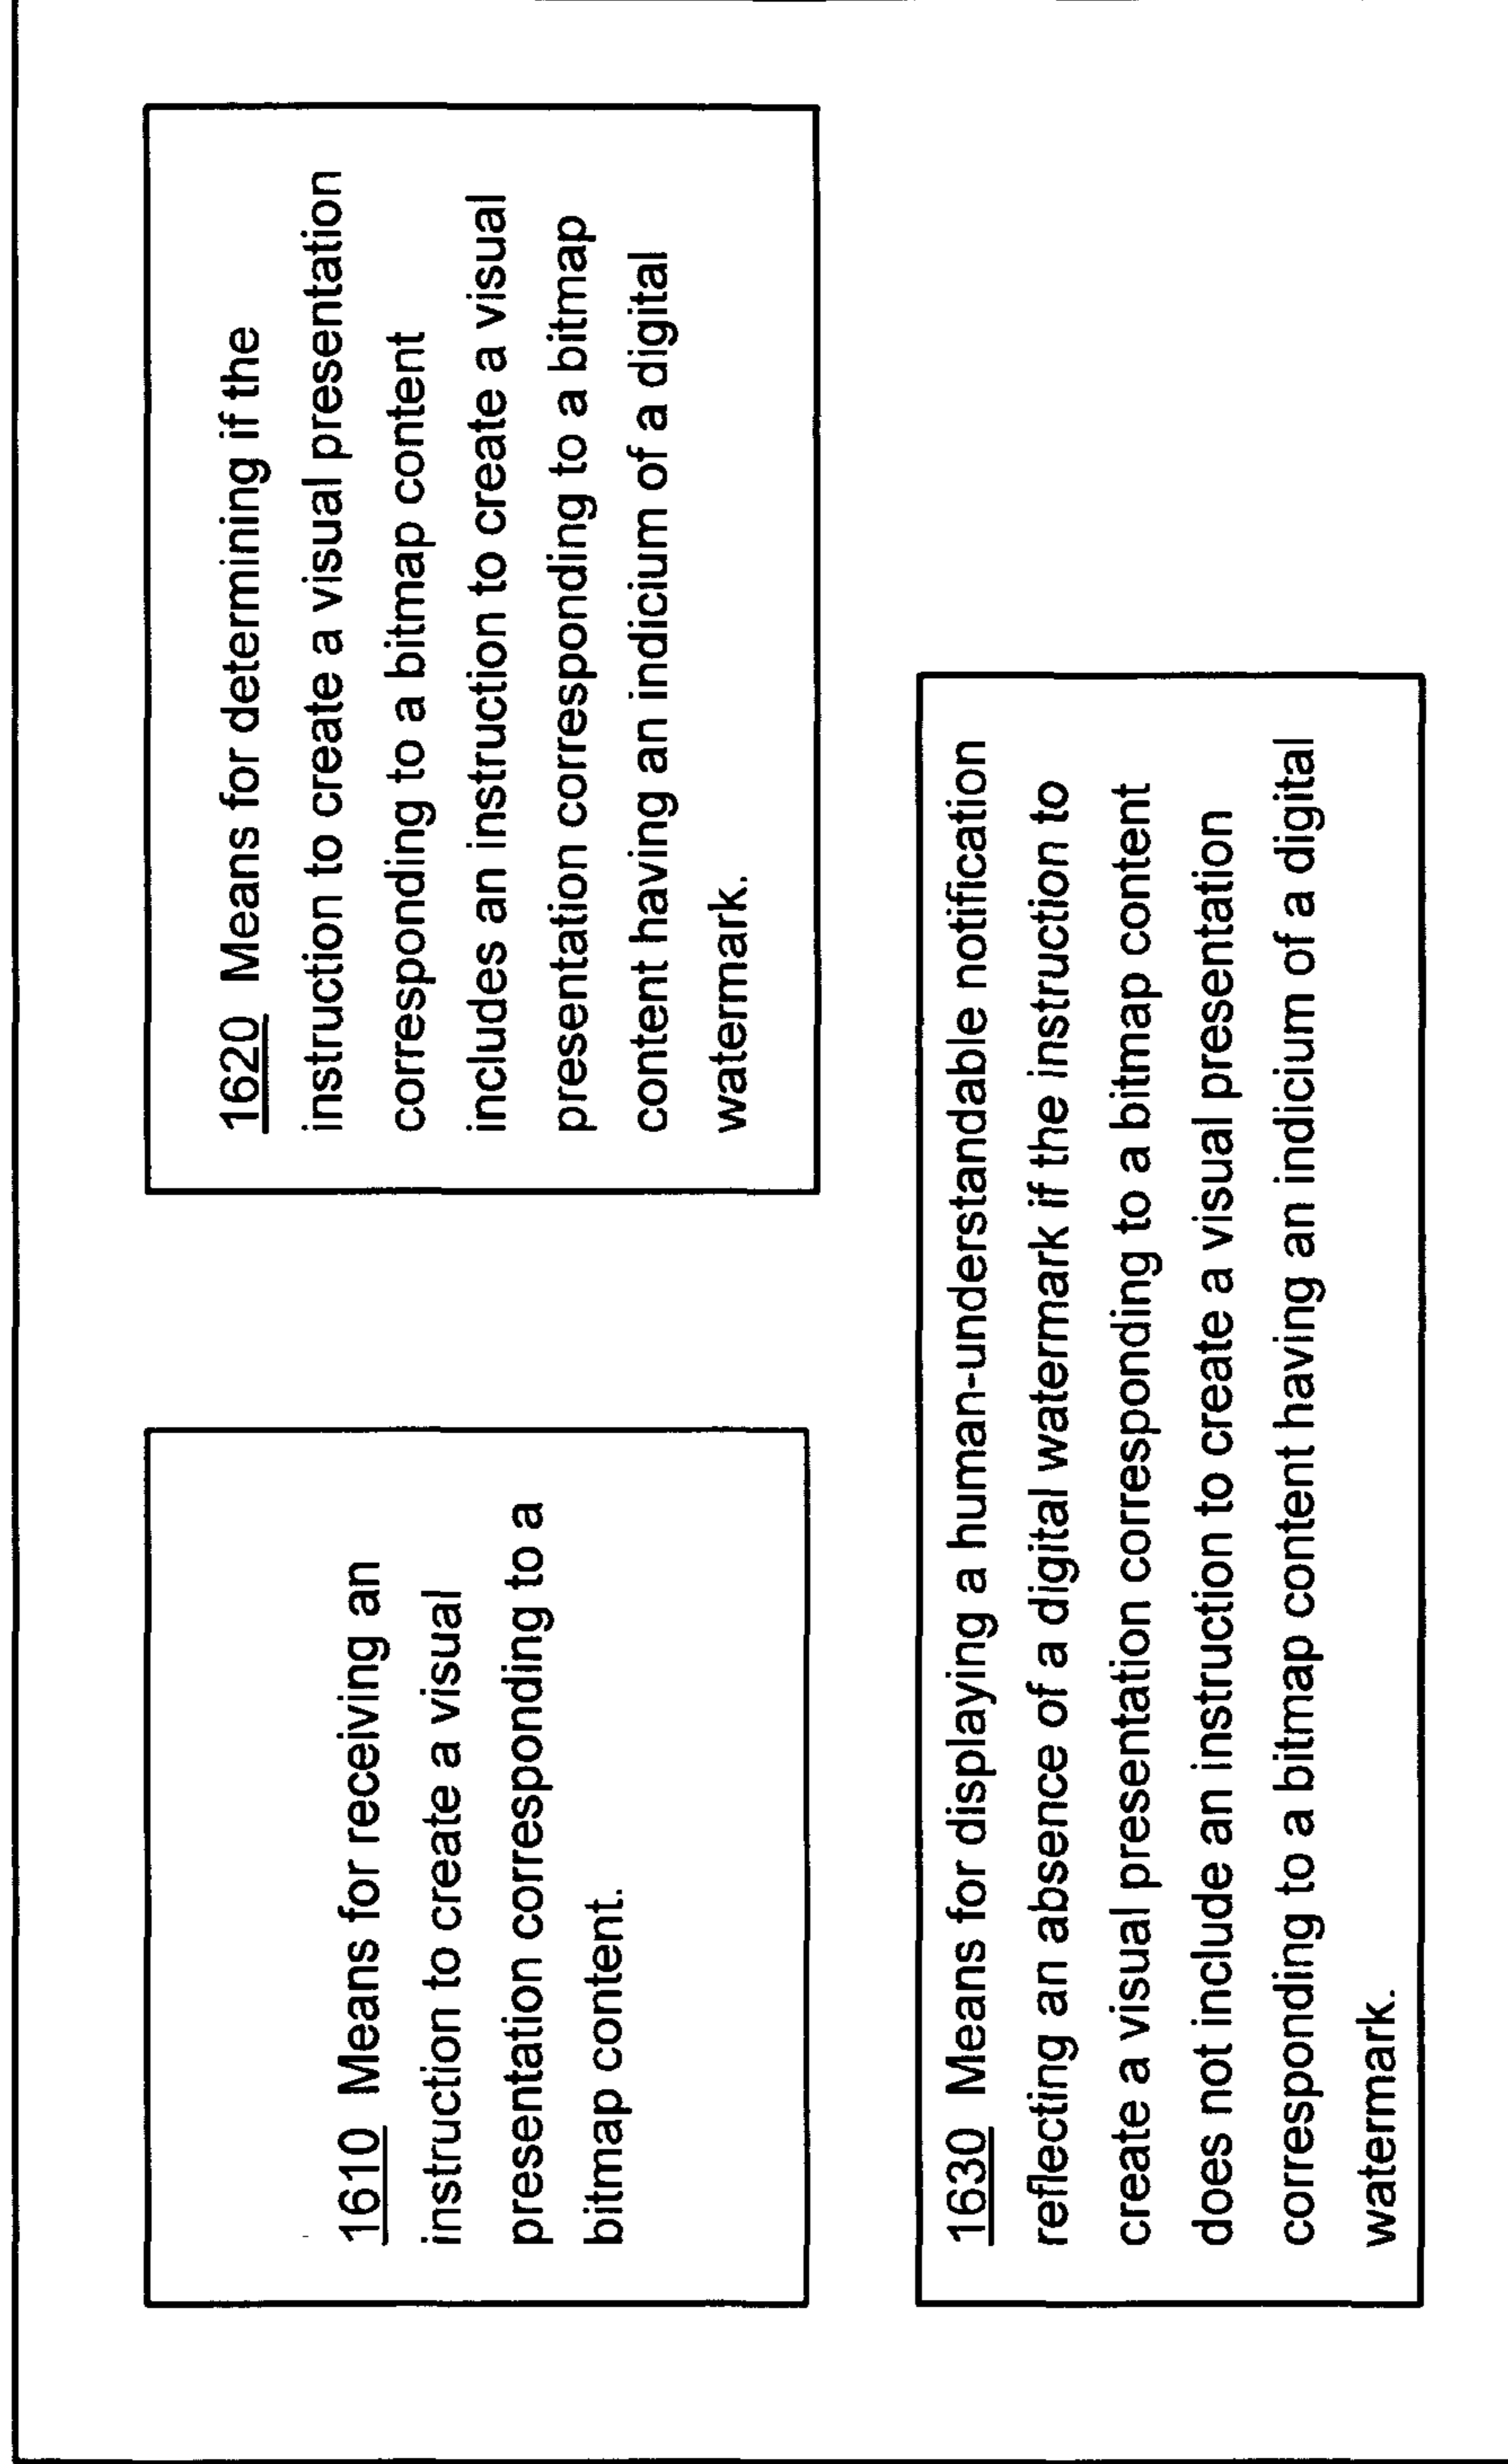 1610 Means for receiving an
instruction to create a visual
presentation corresponding to a
bitmap content.
1620 Means for determining if the
instruction to create a visual presentation
corresponding to a bitmap content
includes an instruction to create a visual
presentation corresponding to a bitmap
content having an indicium of a digital
watermark.
1630 Means for displaying a human-understandable notification
reflecting an absence of a digital watermark if the instruction to
create a visual presentation corresponding to a bitmap content
does not include an instruction to create a visual presentation
corresponding to a bitmap content having an indicium of a digital
watermark.